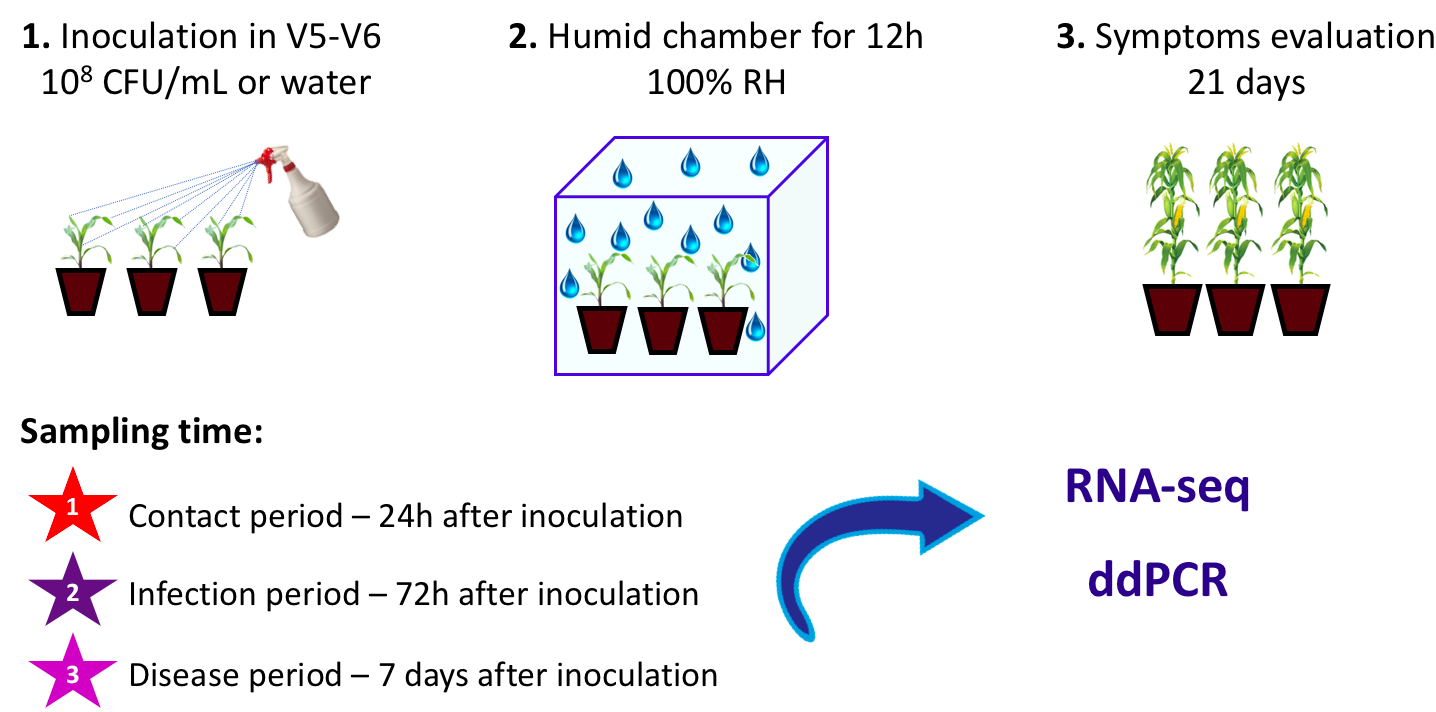 1. Inoculation in V5-V6
10⁸ CFU/mL or water
2. Humid chamber for 12h
100% RH
3. Symptoms evaluation
21 days
Sampling time:
1 Contact period – 24h after inoculation
2 Infection period – 72h after inoculation
3 Disease period – 7 days after inoculation
RNA-seq
ddPCR